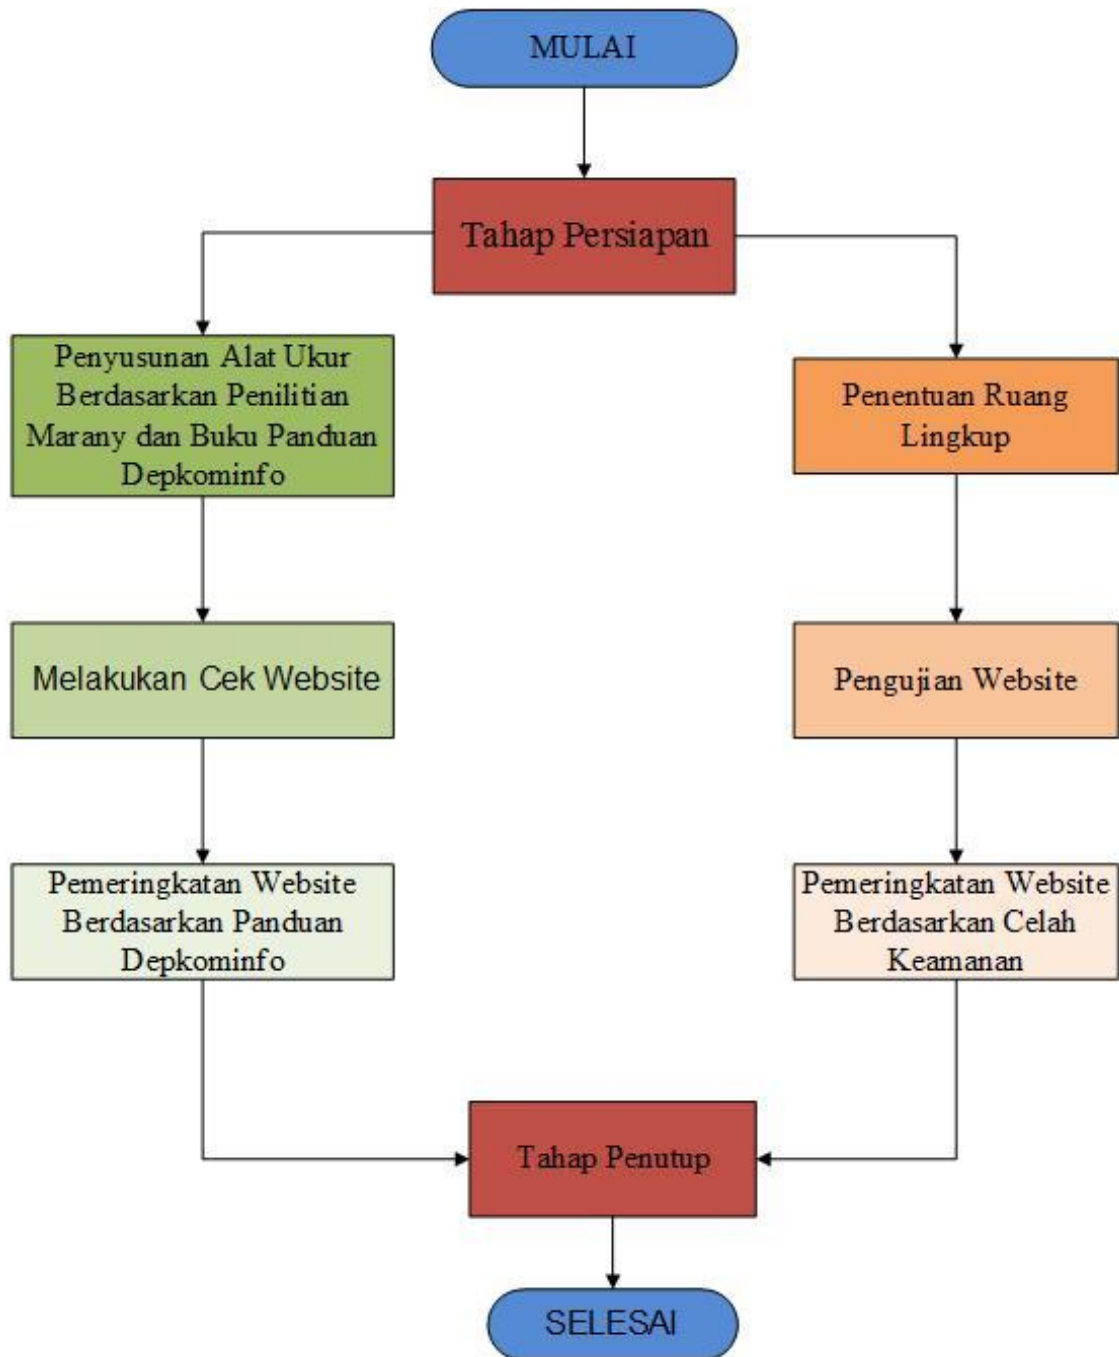 MULAI
Tahap Persiapan
Penyusunan Alat Ukur
Berdasarkan Penilitian
Marany dan Buku Panduan
Depkominfo
Penentuan Ruang
Lingkup
Melakukan Cek Website
Pengujian Website
Pemeringkatan Website
Berdasarkan Panduan
Depkominfo
Pemeringkatan Website
Berdasarkan Celah
Keamanan
Tahap Penutup
SELESAI